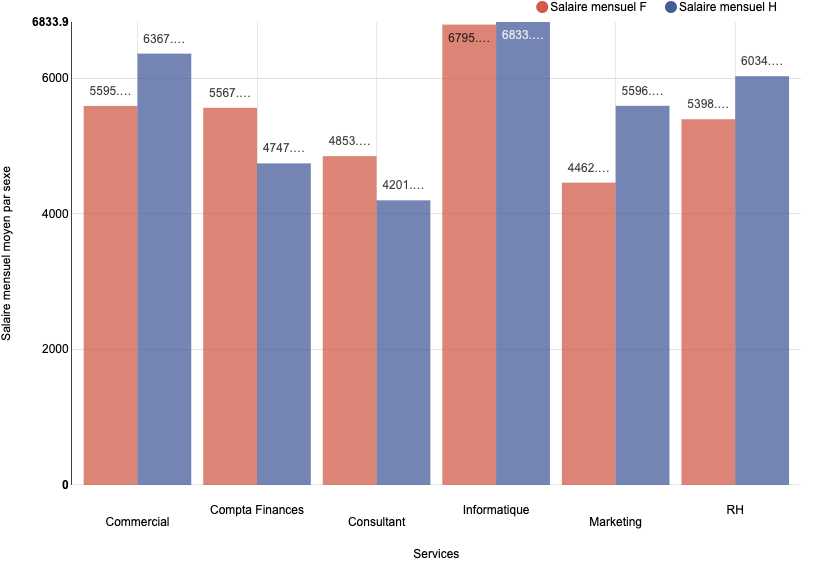 Salaire mensuel F Salaire mensuel H
6833.9
6367.…
6795.…
6833.…
6034.…
6000
5595.…
5567.…
5596.…
5398.…
4747.…
4853.…
4462.…
4201.…
4000
2000
0
Salaire mensuel moyen par sexe
Commercial
Compta Finances
Consultant
Informatique
Marketing
RH
Services